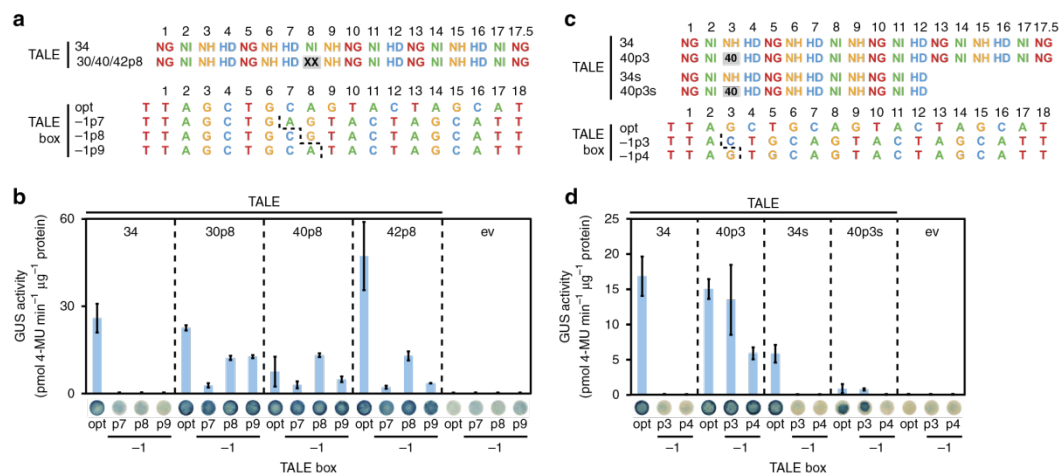 a
1 2 3 4 5 6 7 8 9 10 11 12 13 14 15 16 17 17.5
TALE
34 NG NI NH HD NG NH HD NI NH NG NI HD NG NI NH HD NI NG
30/40/42p8 NG NI NH HD NG NH HD XX NH NG NI HD NG NI NH HD NI NG
1 2 3 4 5 6 7 8 9 10 11 12 13 14 15 16 17 18
TALE box
opt T T A G C T G C A G T A C T A G C A T
–1p7 T T A G C T G A G T A C T A G C A T
–1p8 T T A G C T G C G T A C T A G C A T
–1p9 T T A G C T G C A T A C T A G C A T
b
TALE
34 30p8 40p8 42p8 ev
GUS activity
(pmol 4-MU min⁻¹ μg⁻¹ protein)
60
30
0
opt p7 p8 p9 opt p7 p8 p9 opt p7 p8 p9 opt p7 p8 p9 opt p7 p8 p9
–1 –1 –1 –1 –1
TALE box
c
1 2 3 4 5 6 7 8 9 10 11 12 13 14 15 16 17 17.5
TALE
34 NG NI NH HD NG NH HD NI NH NG NI HD NG NI NH HD NI NG
40p3 NG NI 40 HD NG NH HD NI NH NG NI HD NG NI NH HD NI NG
34s NG NI NH HD NG NH HD NI NH NG NI HD
40p3s NG NI 40 HD NG NH HD NI NH NG NI HD
1 2 3 4 5 6 7 8 9 10 11 12 13 14 15 16 17 18
TALE box
opt T T A G C T G C A G T A C T A G C A T
–1p3 T T A C T G C A G T A C T A G C A T
–1p4 T T A G T G C A G T A C T A G C A T
d
TALE
34 40p3 34s 40p3s ev
GUS activity
(pmol 4-MU min⁻¹ μg⁻¹ protein)
25
20
15
10
5
0
opt p3 p4 opt p3 p4 opt p3 p4 opt p3 p4 opt p3 p4
–1 –1 –1 –1 –1
TALE box